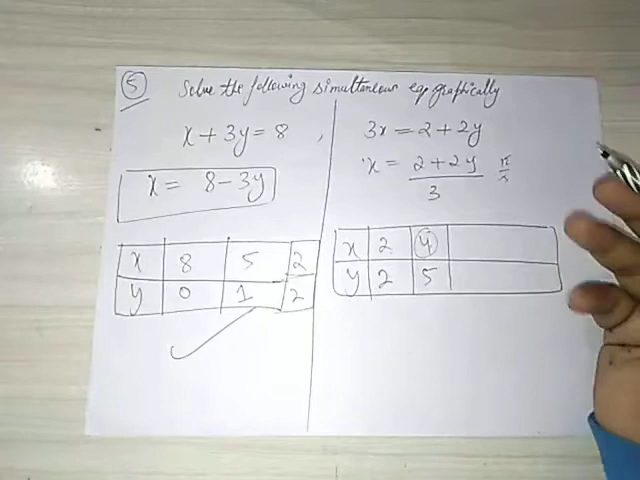 5 Solve the following simultaneous eqn graphically
x + 3y = 8 ,
x = 8 - 3y
x 8 5 2
y 0 1 2
3x = 2 + 2y
x = 2 + 2y / 3
x 2 4
y 2 5